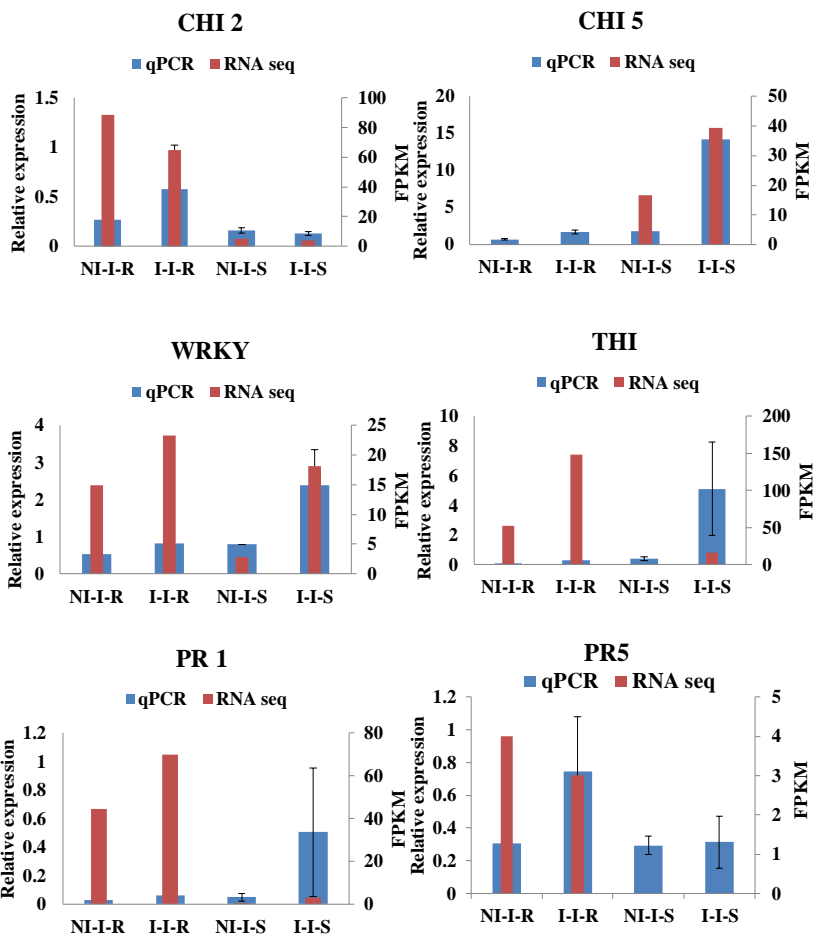 CHI 2
qPCR RNA seq
Relative expression
1.5
1
0.5
0
100
80
60
40
20
0
FPKM
NI-I-R I-I-R NI-I-S I-I-S
CHI 5
qPCR RNA seq
Relative expression
20
15
10
5
0
50
40
30
20
10
0
FPKM
NI-I-R I-I-R NI-I-S I-I-S
WRKY
qPCR RNA seq
Relative expression
4
3
2
1
0
25
20
15
10
5
0
FPKM
NI-I-R I-I-R NI-I-S I-I-S
THI
qPCR RNA seq
Relative expression
10
8
6
4
2
0
200
150
100
50
0
FPKM
NI-I-R I-I-R NI-I-S I-I-S
PR 1
qPCR RNA seq
Relative expression
1.2
1
0.8
0.6
0.4
0.2
0
80
60
40
20
0
FPKM
NI-I-R I-I-R NI-I-S I-I-S
PR5
qPCR RNA seq
Relative expression
1.2
1
0.8
0.6
0.4
0.2
0
5
4
3
2
1
0
FPKM
NI-I-R I-I-R NI-I-S I-I-S